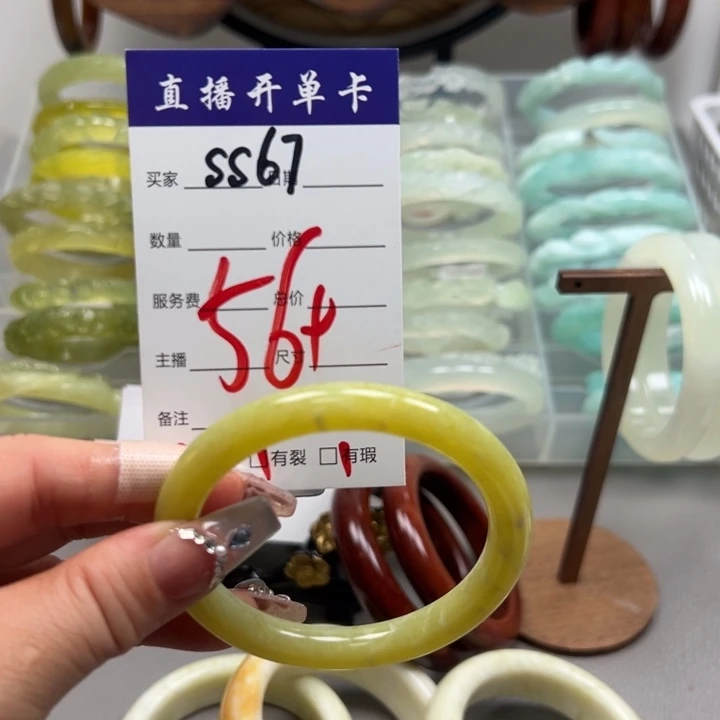 直播开单卡
买家 ss67 日期
数量 价格
56+
服务费 总价
主播 尺寸
备注
□有裂 □有瑕